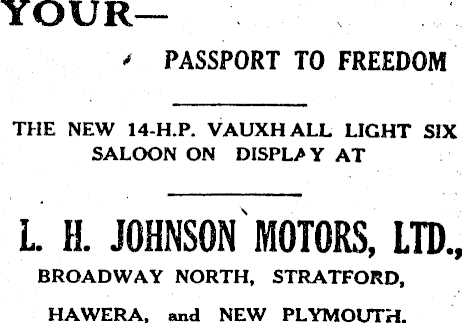 YOUR—
PASSPORT TO FREEDOM
THE NEW 14-H.P. VAUXHALL LIGHT SIX
SALOON ON DISPLAY AT
L. H. JOHNSON MOTORS, LTD.,
BROADWAY NORTH, STRATFORD,
HAWERA, and NEW PLYMOUTH.